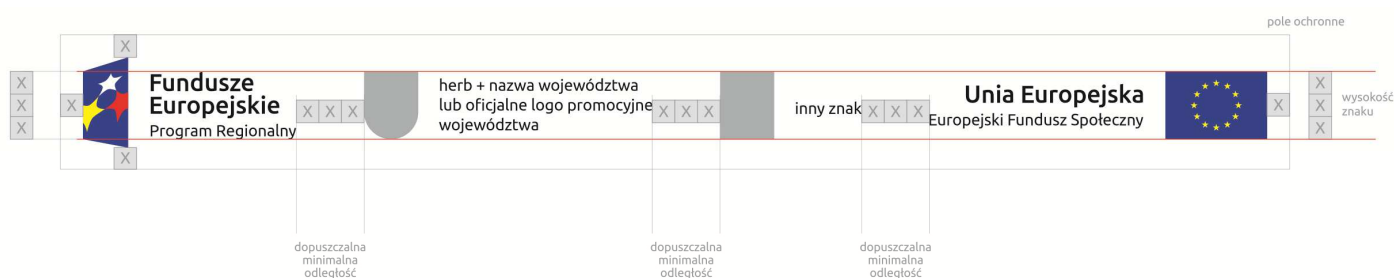 pole ochronne
X
X
X
X
X
X
X
Fundusze
Europejskie
Program Regionalny
X X X
herb + nazwa województwa
lub oficjalne logo promocyjne
województwa
X X X
inny znak
X X X
Unia Europejska
Europejski Fundusz Społeczny
X
X
X
X
wysokość
znaku
dopuszczalna
minimalna
odległość
dopuszczalna
minimalna
odległość
dopuszczalna
minimalna
odległość